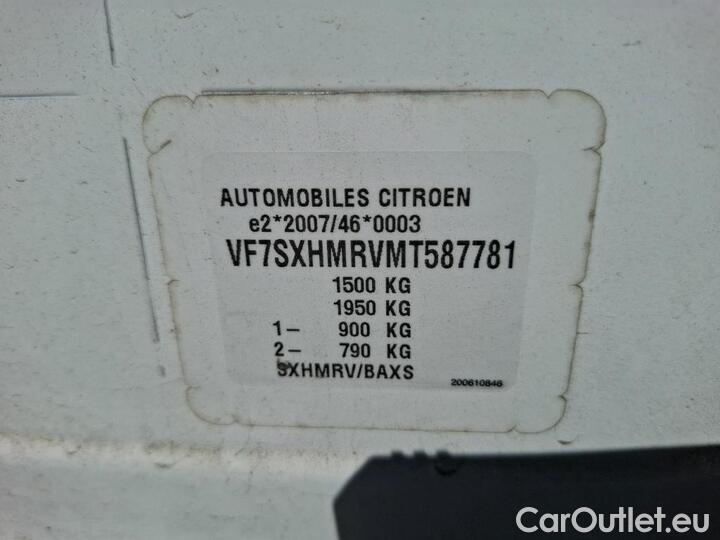 AUTOMOBILES CITROEN
e2*2007/46*0003
VF7SXHMRVMT587781
1500 KG
1950 KG
1- 900 KG
2- 790 KG
SXHMRV/BAXS
200610846
CarOutlet.eu